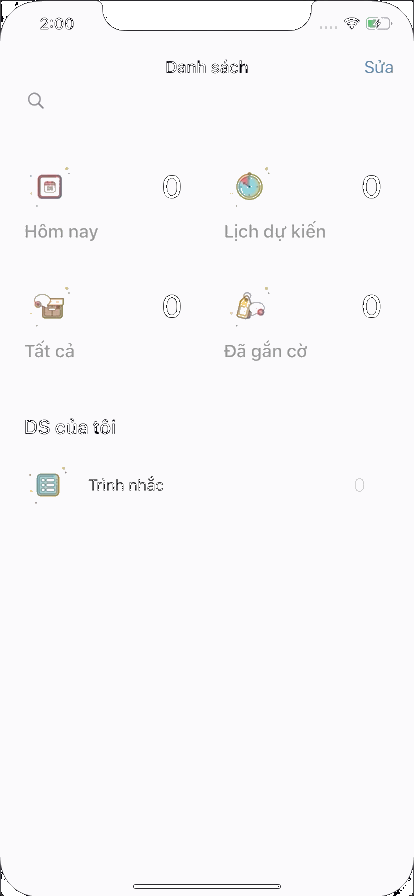 2:00
Danh sách
Sửa
0
0
Hôm nay
Lịch dự kiến
0
0
Tất cả
Đã gắn cờ
DS của tôi
Trình nhắc
0